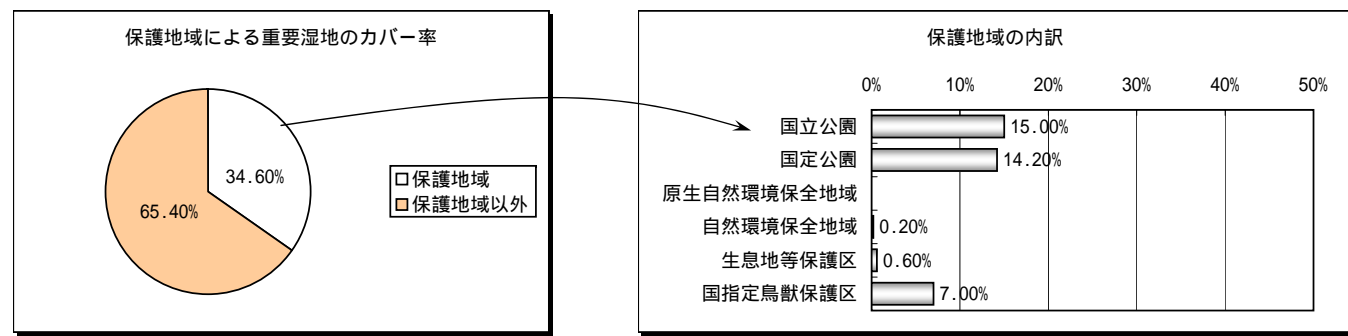 保護地域による重要湿地のカバー率
34.60%
65.40%
保護地域
保護地域以外
保護地域の内訳
0% 10% 20% 30% 40% 50%
国立公園 15.00%
国定公園 14.20%
原生自然環境保全地域
自然環境保全地域 0.20%
生息地等保護区 0.60%
国指定鳥獣保護区 7.00%